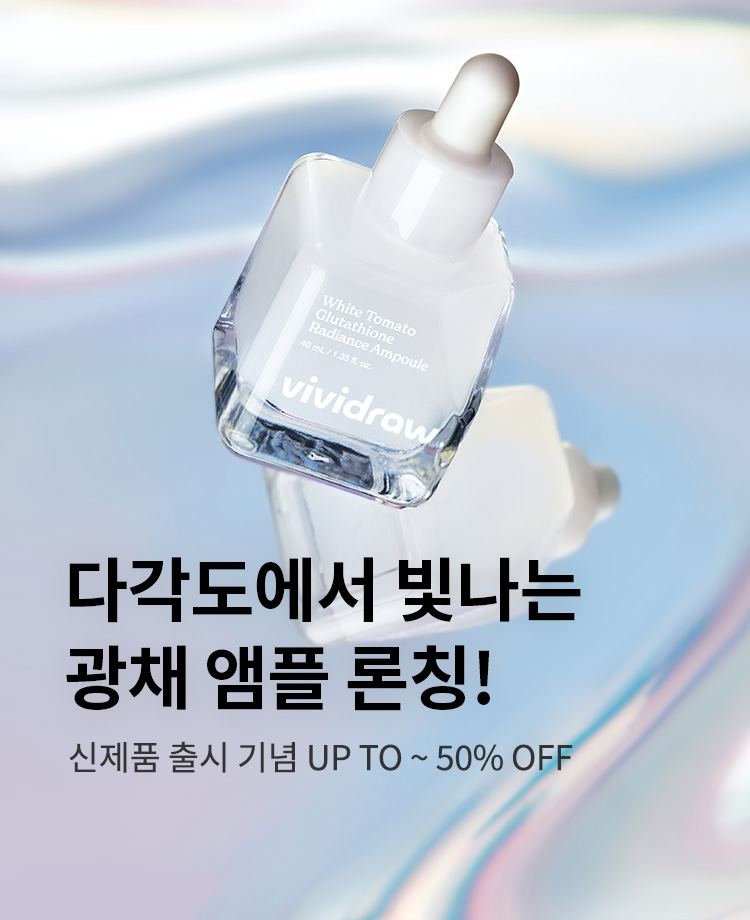 White Tomato
Glutathione
Radiance Ampoule
40 mL / 1.35 fl. oz.
vividraw
다각도에서 빛나는
광채 앰플 론칭!
신제품 출시 기념 UP TO ~ 50% OFF